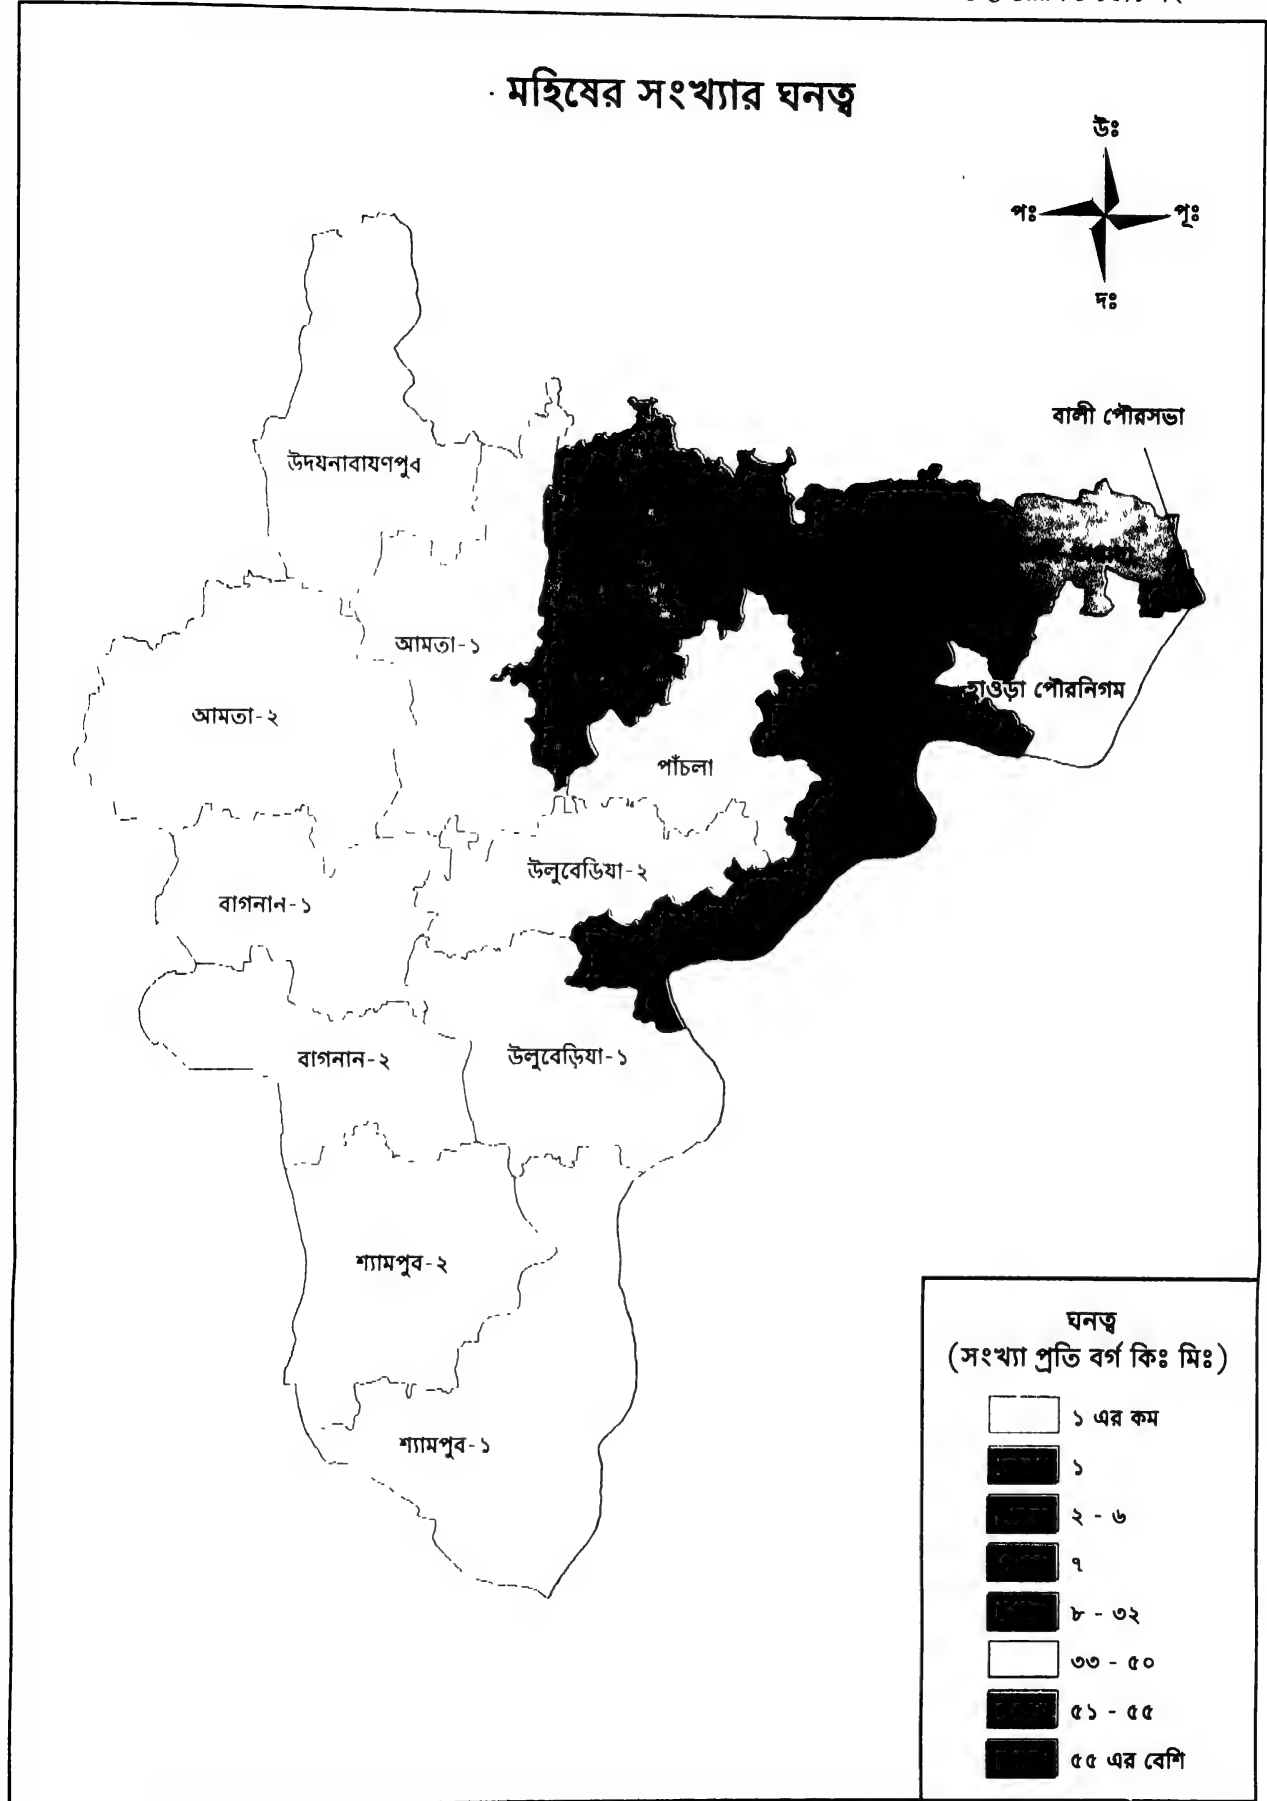 মহিষের সংখ্যার ঘনত্ব
উঃ
পঃ
পূঃ
দঃ
বালী পৌরসভা
উদযনাবাযণপুব
আমতা-১
হাওড়া পৌরনিগম
আমতা-২
পাঁচলা
উলুবেডিযা-২
বাগনান-১
বাগনান-২
উলুবেড়িযা-১
শ্যামপুব-২
শ্যামপুব-১
ঘনত্ব
(সংখ্যা প্রতি বর্গ কিঃ মিঃ)
১ এর কম
১
২ - ৬
৭
৮ - ৩২
৩৩ - ৫০
৫১ - ৫৫
৫৫ এর বেশি